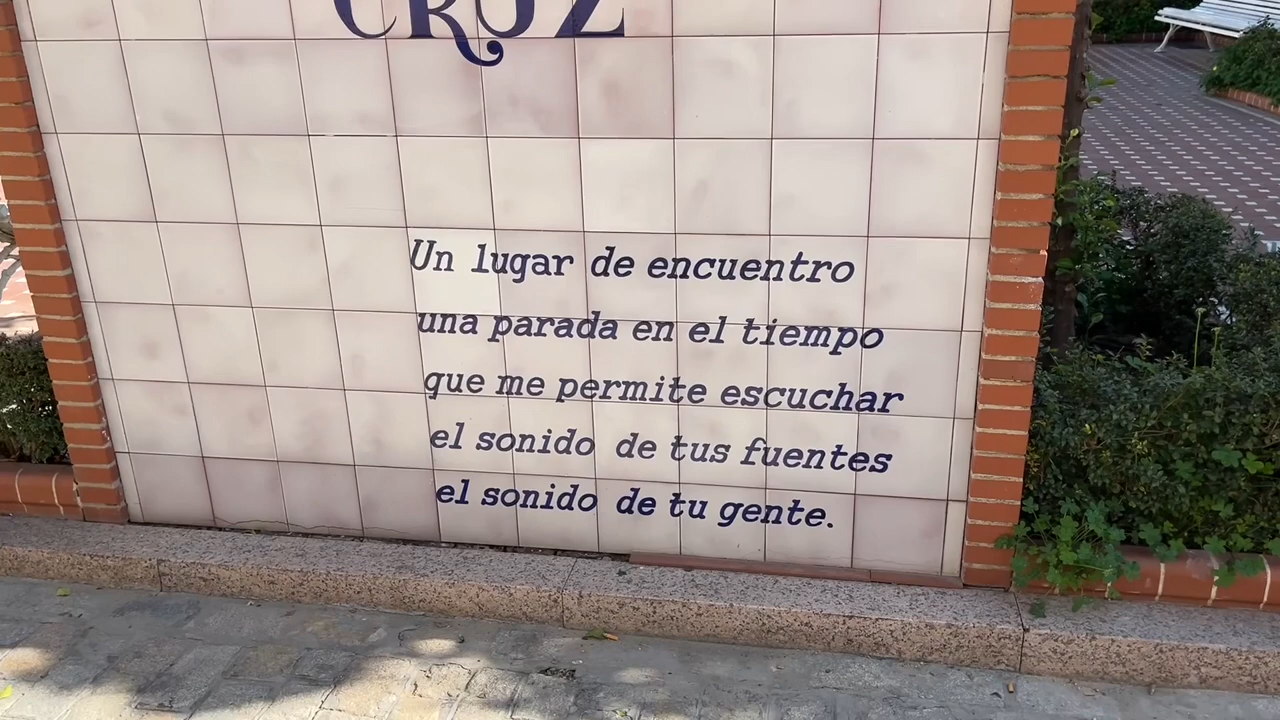 CRUZ
Un lugar de encuentro
una parada en el tiempo
que me permite escuchar
el sonido de tus fuentes
el sonido de tu gente.